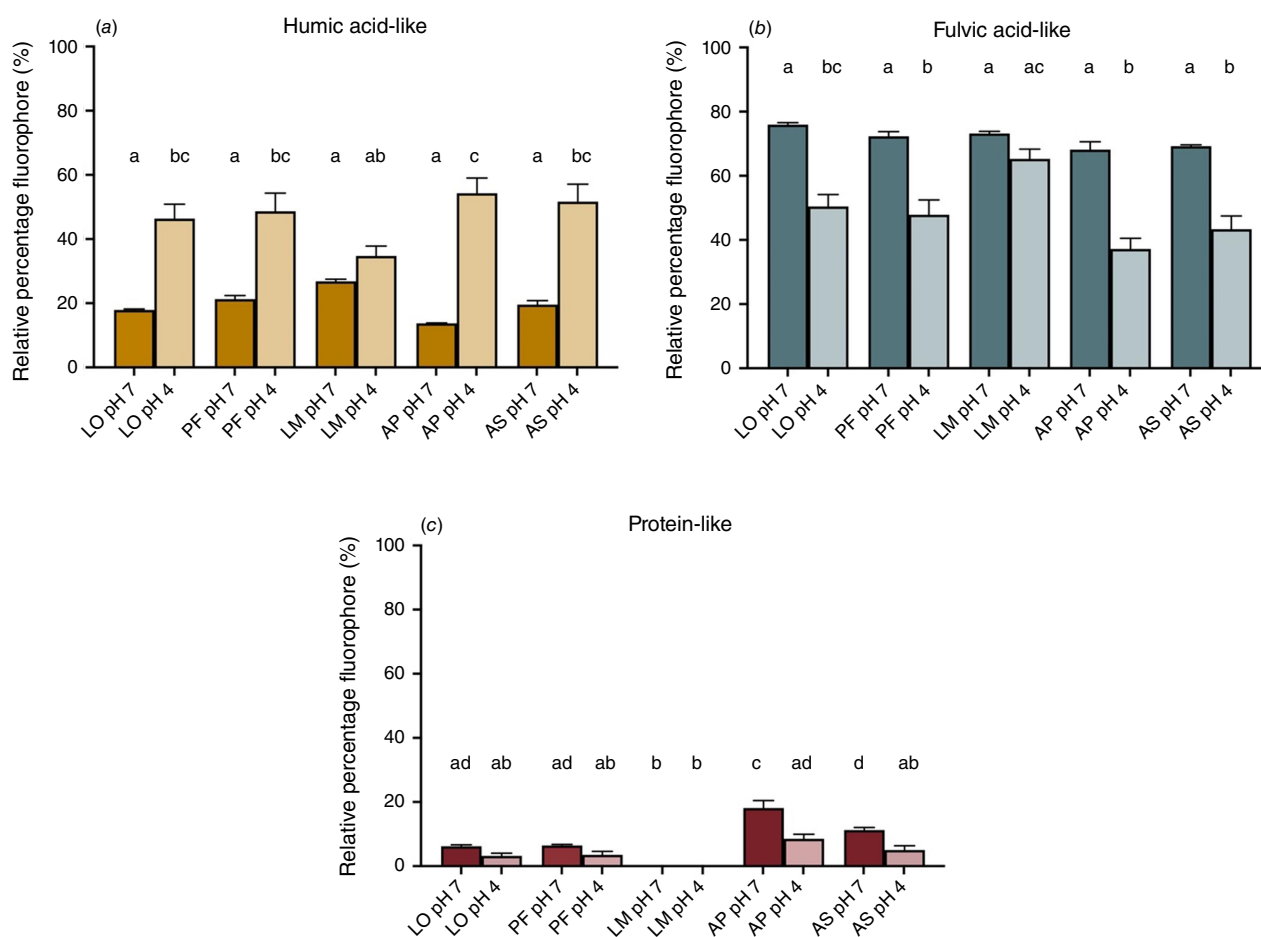 (a)
Humic acid-like
Relative percentage fluorophore (%)
100
80
60
40
20
0
a bc a bc a ab a c a bc
LO pH 7
LO pH 4
PF pH 7
PF pH 4
LM pH 7
LM pH 4
AP pH 7
AP pH 4
AS pH 7
AS pH 4
(b)
Fulvic acid-like
Relative percentage fluorophore (%)
100
80
60
40
20
0
a bc a b a ac a b a b
LO pH 7
LO pH 4
PF pH 7
PF pH 4
LM pH 7
LM pH 4
AP pH 7
AP pH 4
AS pH 7
AS pH 4
(c)
Protein-like
Relative percentage fluorophore (%)
100
80
60
40
20
0
ad ab ad ab b b c ad d ab
LO pH 7
LO pH 4
PF pH 7
PF pH 4
LM pH 7
LM pH 4
AP pH 7
AP pH 4
AS pH 7
AS pH 4